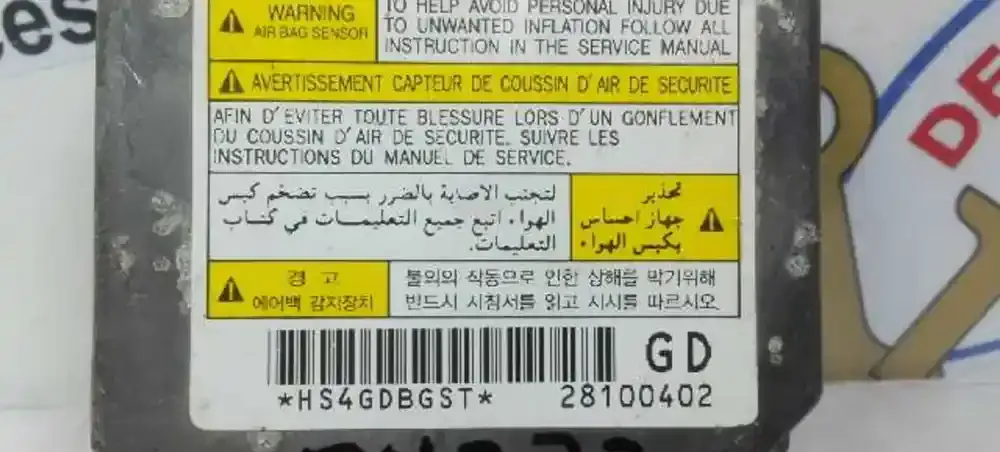 WARNING
AIR BAG SENSOR
TO HELP AVOID PERSONAL INJURY DUE
TO UNWANTED INFLATION FOLLOW ALL
INSTRUCTION IN THE SERVICE MANUAL
AVERTISSEMENT CAPTEUR DE COUSSIN D'AIR DE SECURITE
AFIN D'EVITER TOUTE BLESSURE LORS D'UN GONFLEMENT
DU COUSSIN D'AIR DE SECURITE. SUIVRE LES
INSTRUCTIONS DU MANUEL DE SERVICE.
تحذير
جهاز احساس
بكيس الهواء
لتجنب الاصابة بالضرر بسبب تضخم كيس
الهواء اتبع جميع التعليمات في كتاب
التعليمات.
경 고
에어백 감지장치
불의의 작동으로 인한 상해를 막기위해
반드시 지침서를 읽고 지시를 따르시오.
GD
*HS4GDBGST*
28100402
DE